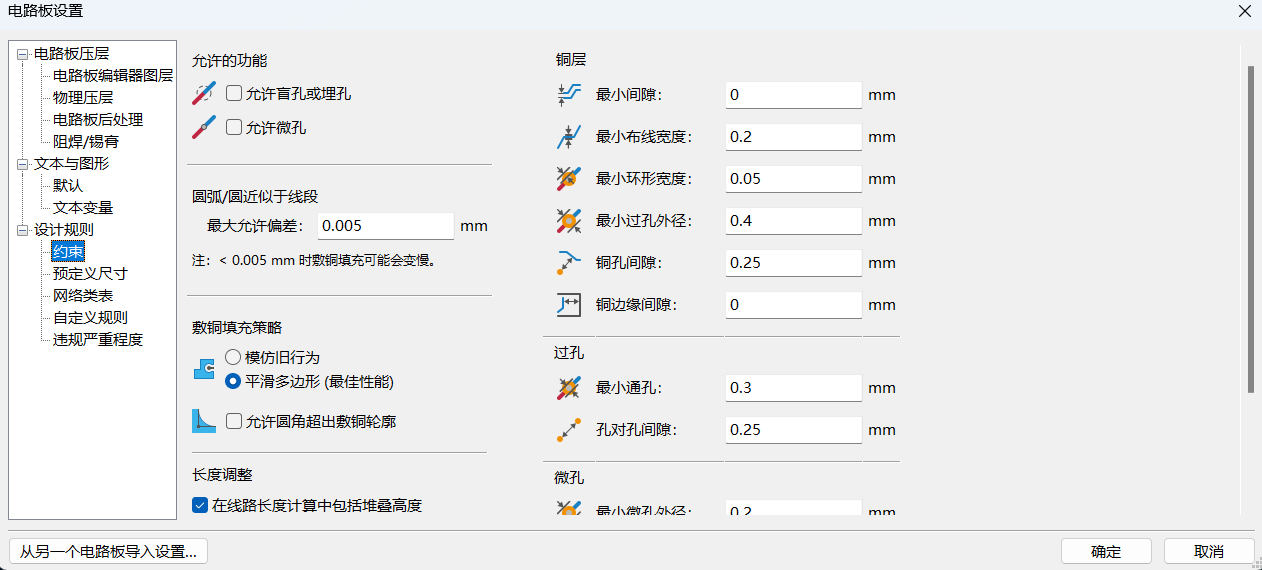 电路板设置
电路板压层
电路板编辑器图层
物理压层
电路板后处理
阻焊/锡膏
文本与图形
默认
文本变量
设计规则
约束
预定义尺寸
网络类表
自定义规则
违规严重程度
允许的功能
允许盲孔或埋孔
允许微孔
圆弧/圆近似于线段
最大允许偏差: 0.005 mm
注: < 0.005 mm 时敷铜填充可能会变慢。
敷铜填充策略
模仿旧行为
平滑多边形 (最佳性能)
允许圆角超出敷铜轮廓
长度调整
在线路长度计算中包括堆叠高度
铜层
最小间隙: 0 mm
最小布线宽度: 0.2 mm
最小环形宽度: 0.05 mm
最小过孔外径: 0.4 mm
铜孔间隙: 0.25 mm
铜边缘间隙: 0 mm
过孔
最小通孔: 0.3 mm
孔对孔间隙: 0.25 mm
微孔
最小微孔外径: 0.2 mm
从另一个电路板导入设置...
确定
取消